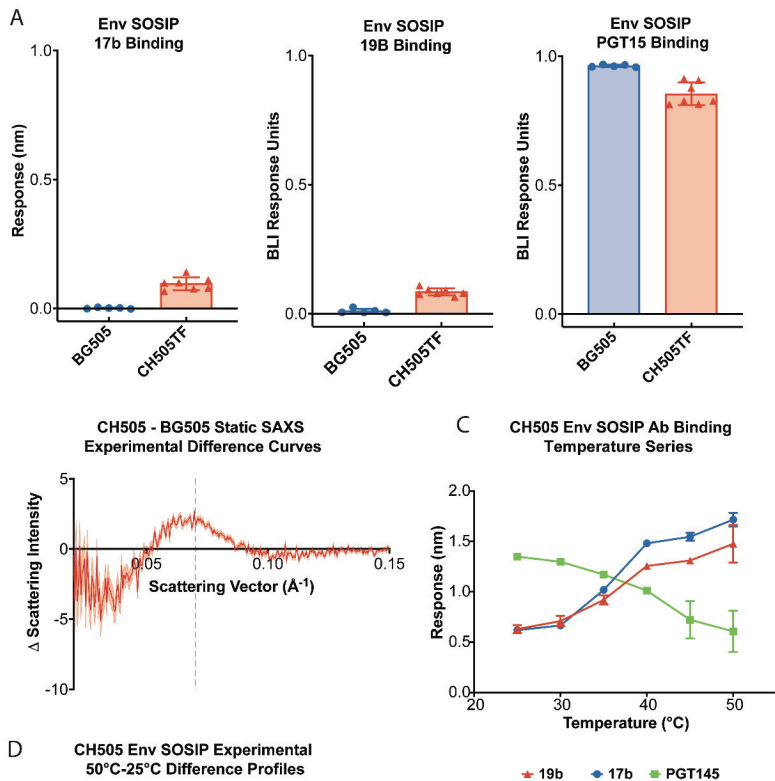 A
Env SOSIP
17b Binding
1.0
0.5
0.0
Response (nm)
BG505
CH505TF
Env SOSIP
19B Binding
1.0
0.5
0.0
BLI Response Units
BG505
CH505TF
Env SOSIP
PGT15 Binding
1.0
0.5
0.0
BLI Response Units
BG505
CH505TF
CH505 - BG505 Static SAXS
Experimental Difference Curves
5
0
-5
-10
Δ Scattering Intensity
0.05
0.10
0.15
Scattering Vector (Å-1)
C
CH505 Env SOSIP Ab Binding
Temperature Series
2.0
1.5
1.0
0.5
0.0
Response (nm)
20
30
40
50
Temperature (°C)
19b
17b
PGT145
D
CH505 Env SOSIP Experimental
50°C-25°C Difference Profiles